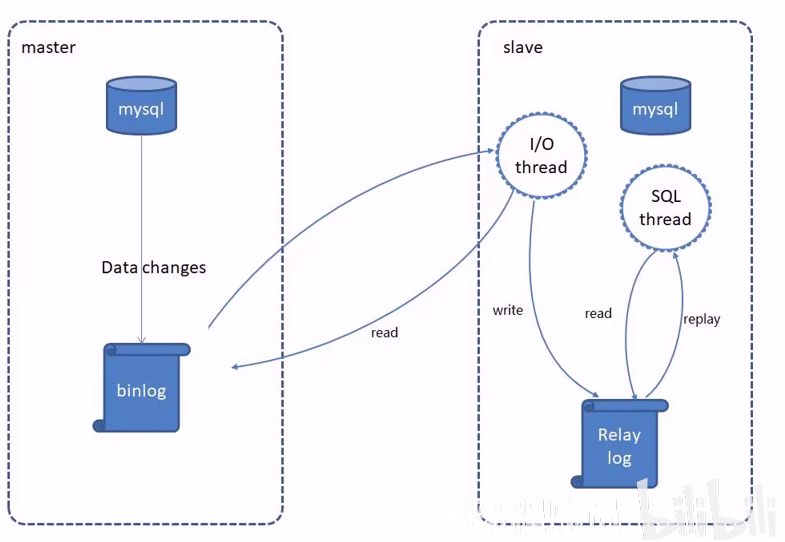 master
slave
mysql
mysql
I/O
thread
SQL
thread
Data changes
write
read
replay
read
binlog
Relay
log
bilibili